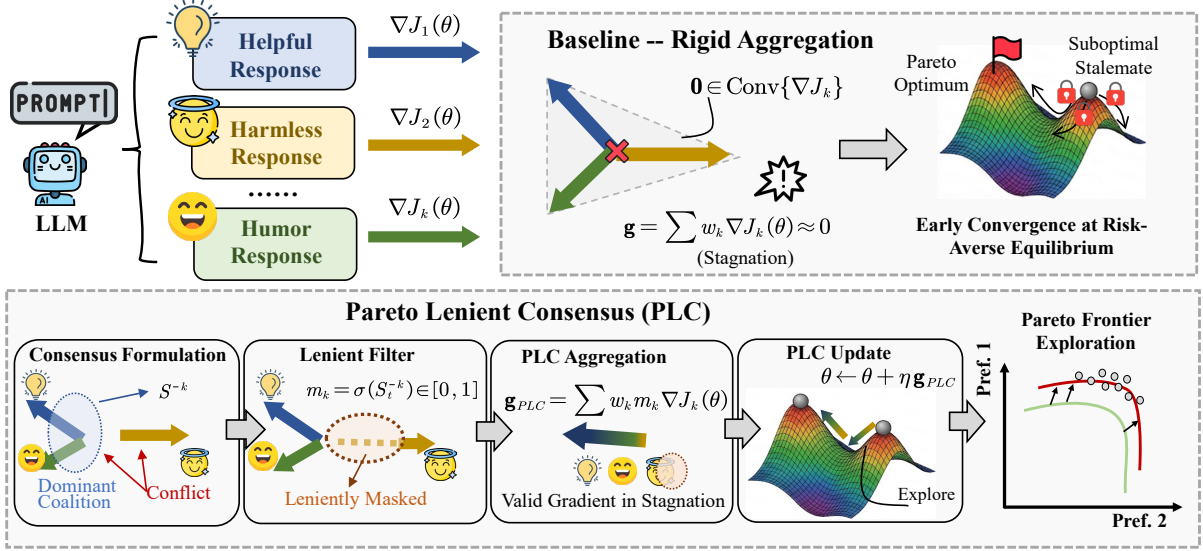 PROMPT
AI
LLM
Helpful
Response
Harmless
Response
......
Humor
Response
∇J₁(θ)
∇J₂(θ)
∇Jₖ(θ)
Baseline -- Rigid Aggregation
𝟎 ∈ Conv{∇Jₖ}
!
𝐠 = ∑ wₖ∇Jₖ(θ) ≈ 0
(Stagnation)
Pareto
Optimum
Suboptimal
Stalemate
Early Convergence at Risk-
Averse Equilibrium
Pareto Lenient Consensus (PLC)
Consensus Formulation
S⁻ᵏ
Dominant
Coalition
Conflict
Lenient Filter
mₖ = σ(Sₜ⁻ᵏ) ∈ [0, 1]
Leniently Masked
PLC Aggregation
𝐠_PLC = ∑ wₖmₖ∇Jₖ(θ)
Valid Gradient in Stagnation
PLC Update
θ ← θ + η𝐠_PLC
Explore
Pareto Frontier
Exploration
Pref. 1
Pref. 2